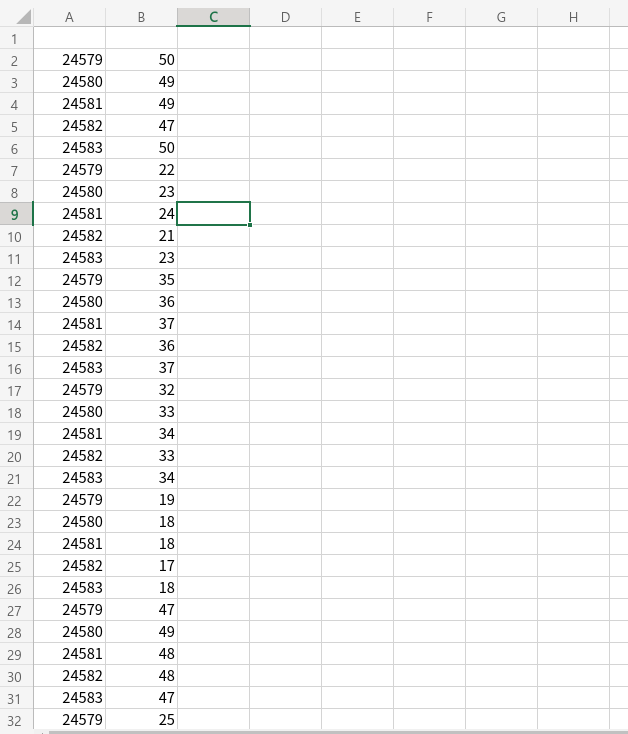 A B C D E F G H
1
2 24579 50
3 24580 49
4 24581 49
5 24582 47
6 24583 50
7 24579 22
8 24580 23
9 24581 24
10 24582 21
11 24583 23
12 24579 35
13 24580 36
14 24581 37
15 24582 36
16 24583 37
17 24579 32
18 24580 33
19 24581 34
20 24582 33
21 24583 34
22 24579 19
23 24580 18
24 24581 18
25 24582 17
26 24583 18
27 24579 47
28 24580 49
29 24581 48
30 24582 48
31 24583 47
32 24579 25